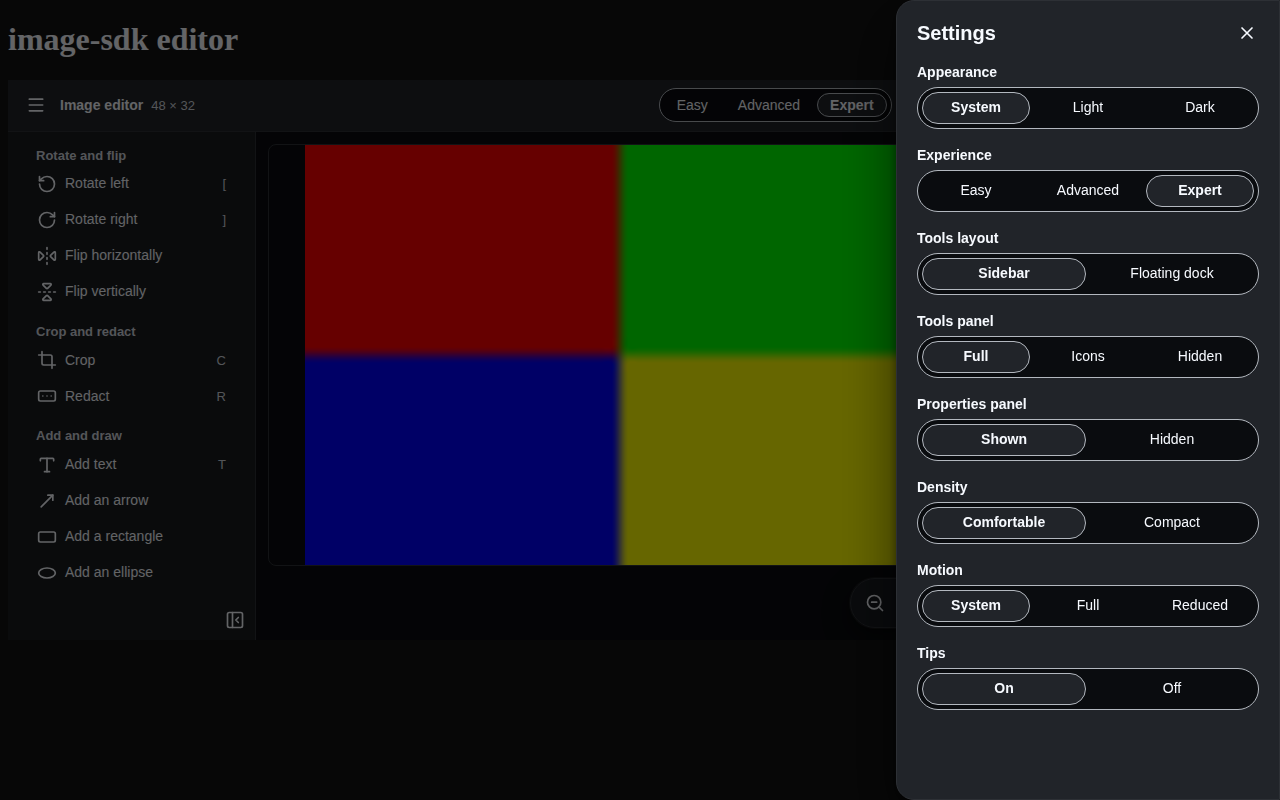 image-sdk editor
Image editor 48 × 32
Easy Advanced Expert
Rotate and flip
Rotate left [
Rotate right ]
Flip horizontally
Flip vertically
Crop and redact
Crop C
Redact R
Add and draw
Add text T
Add an arrow
Add a rectangle
Add an ellipse
Settings
Appearance
System Light Dark
Experience
Easy Advanced Expert
Tools layout
Sidebar Floating dock
Tools panel
Full Icons Hidden
Properties panel
Shown Hidden
Density
Comfortable Compact
Motion
System Full Reduced
Tips
On Off